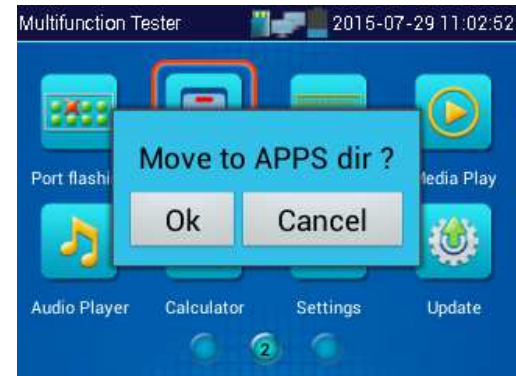 Multifunction Tester 2015-07-29 11:02:52
Move to APPS dir ?
Port flashi
Media Play
Ok Cancel
Audio Player Calculator Settings Update
2